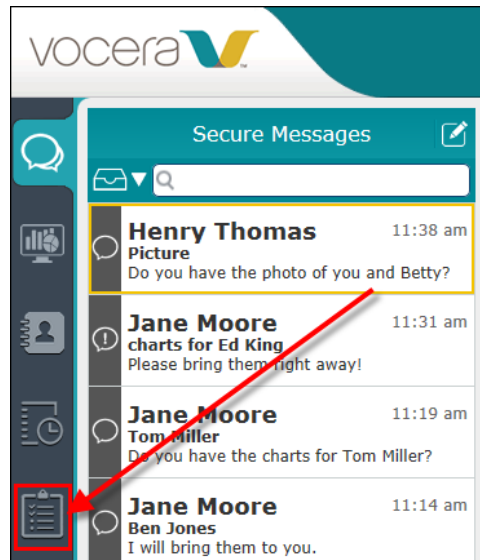 vocera
Secure Messages
Henry Thomas 11:38 am
Picture
Do you have the photo of you and Betty?
Jane Moore 11:31 am
charts for Ed King
Please bring them right away!
Jane Moore 11:19 am
Tom Miller
Do you have the charts for Tom Miller?
Jane Moore 11:14 am
Ben Jones
I will bring them to you.